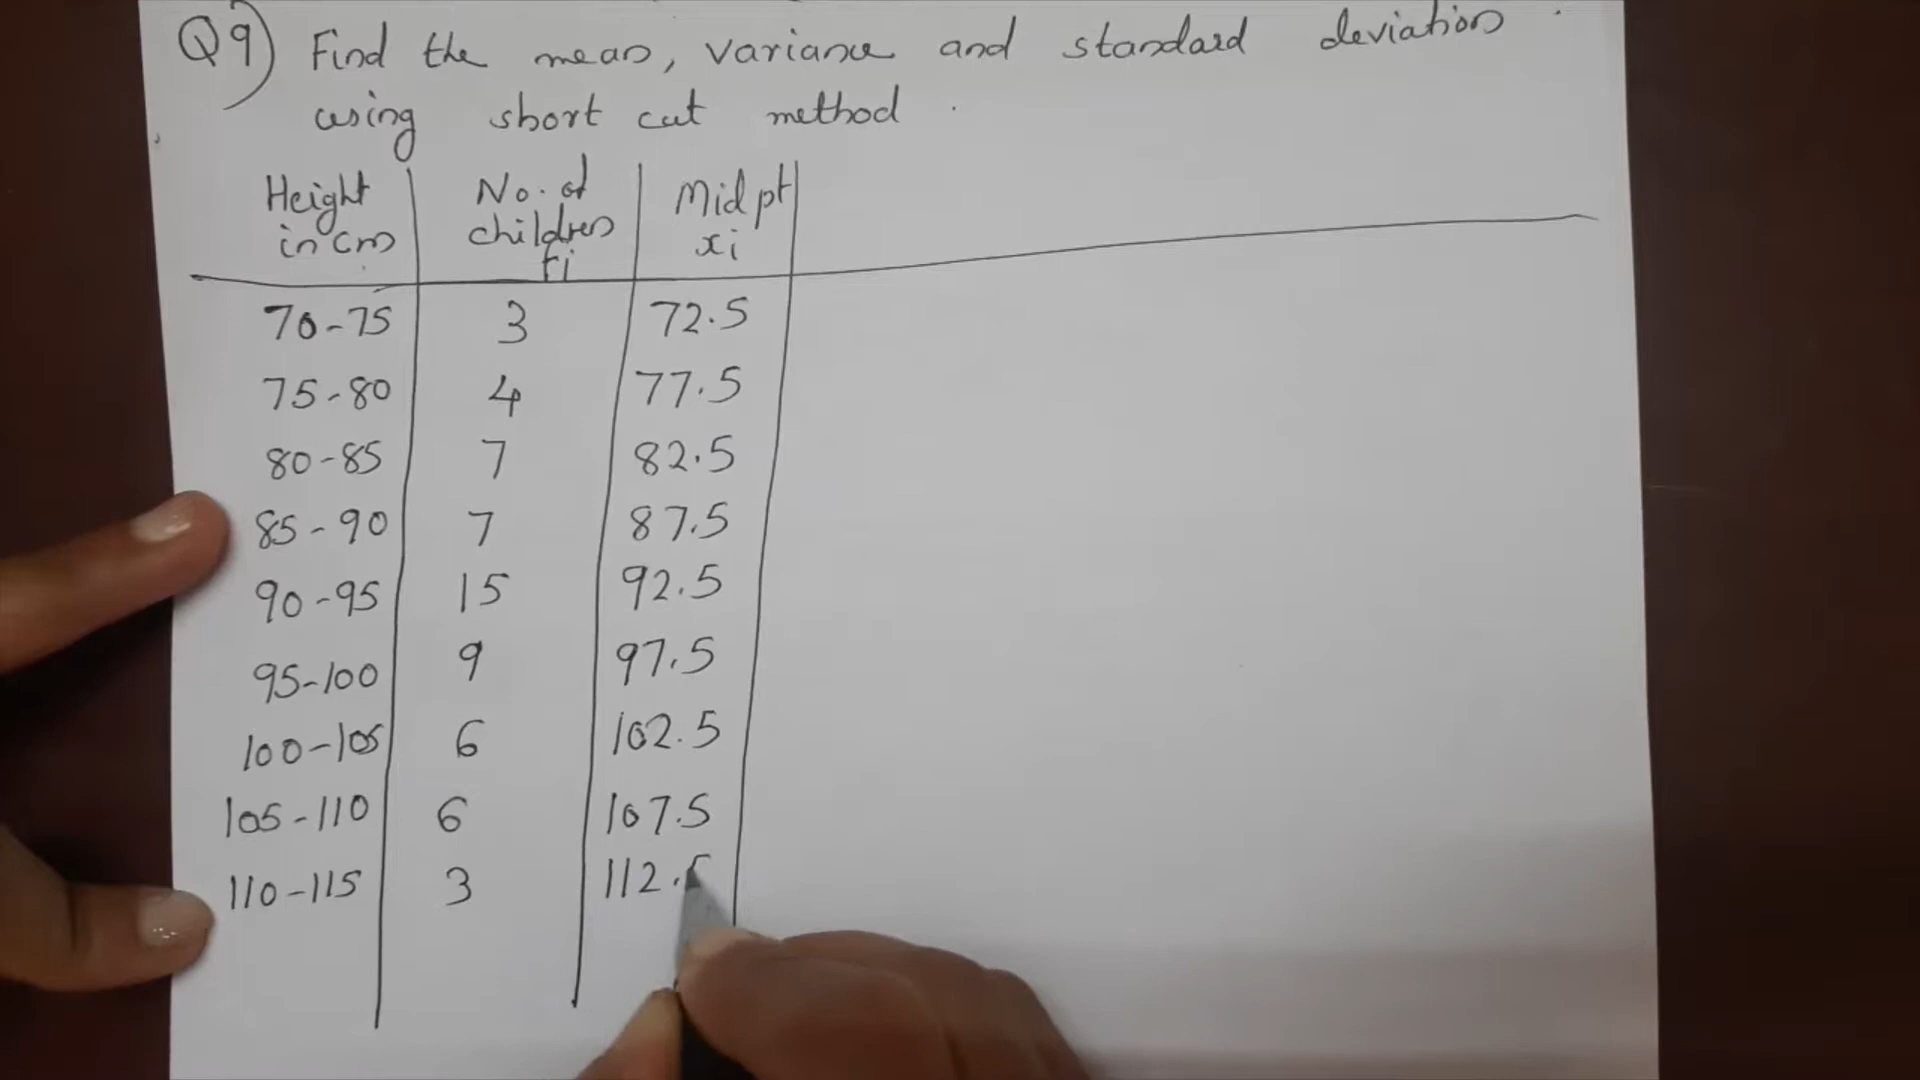 Q9) Find the mean, variance and standard deviation
using short cut method.
Height in cm No. of children fi Mid pt xi
70-75 3 72.5
75-80 4 77.5
80-85 7 82.5
85-90 7 87.5
90-95 15 92.5
95-100 9 97.5
100-105 6 102.5
105-110 6 107.5
110-115 3 112.5